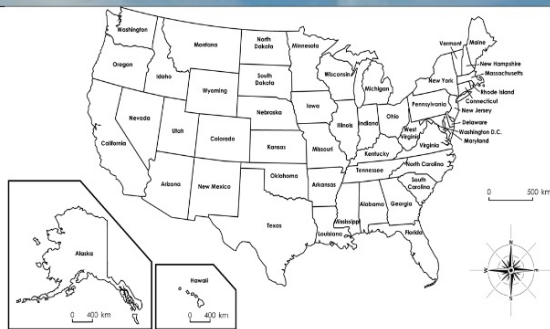 Washington
Oregon
California
Nevada
Idaho
Montana
Wyoming
Utah
Colorado
Arizona
New Mexico
North
Dakota
South
Dakota
Nebraska
Kansas
Oklahoma
Texas
Minnesota
Iowa
Missouri
Arkansas
Louisiana
Wisconsin
Illinois
Michigan
Indiana
Ohio
Kentucky
Tennessee
Mississippi
Alabama
Georgia
Florida
South
Carolina
North Carolina
Virginia
West
Virginia
Pennsylvania
New York
Vermont
Maine
New Hampshire
Massachusetts
Rhode Island
Connecticut
New Jersey
Delaware
Washington D.C.
Maryland
0 500 km
Alaska
0 400 km
Hawaii
0 400 km
N
E
S
W